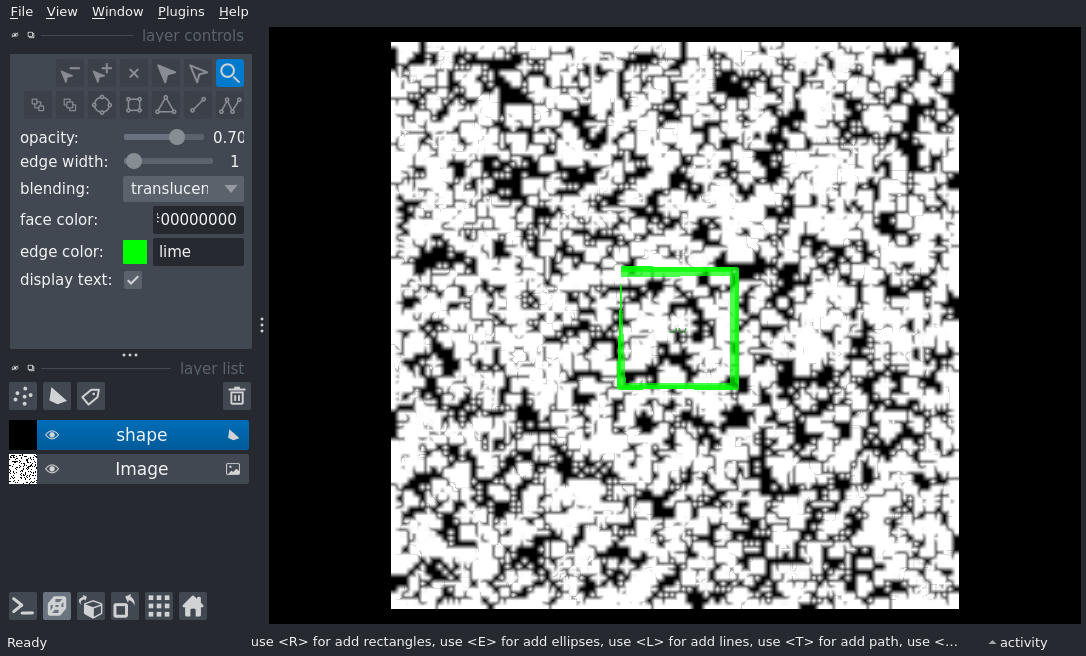 File View Window Plugins Help
layer controls
opacity: 0.70
edge width: 1
blending: translucen
face color: #00000000
edge color: lime
display text:
layer list
shape
Image
Ready use <R> for add rectangles, use <E> for add ellipses, use <L> for add lines, use <T> for add path, use <... activity